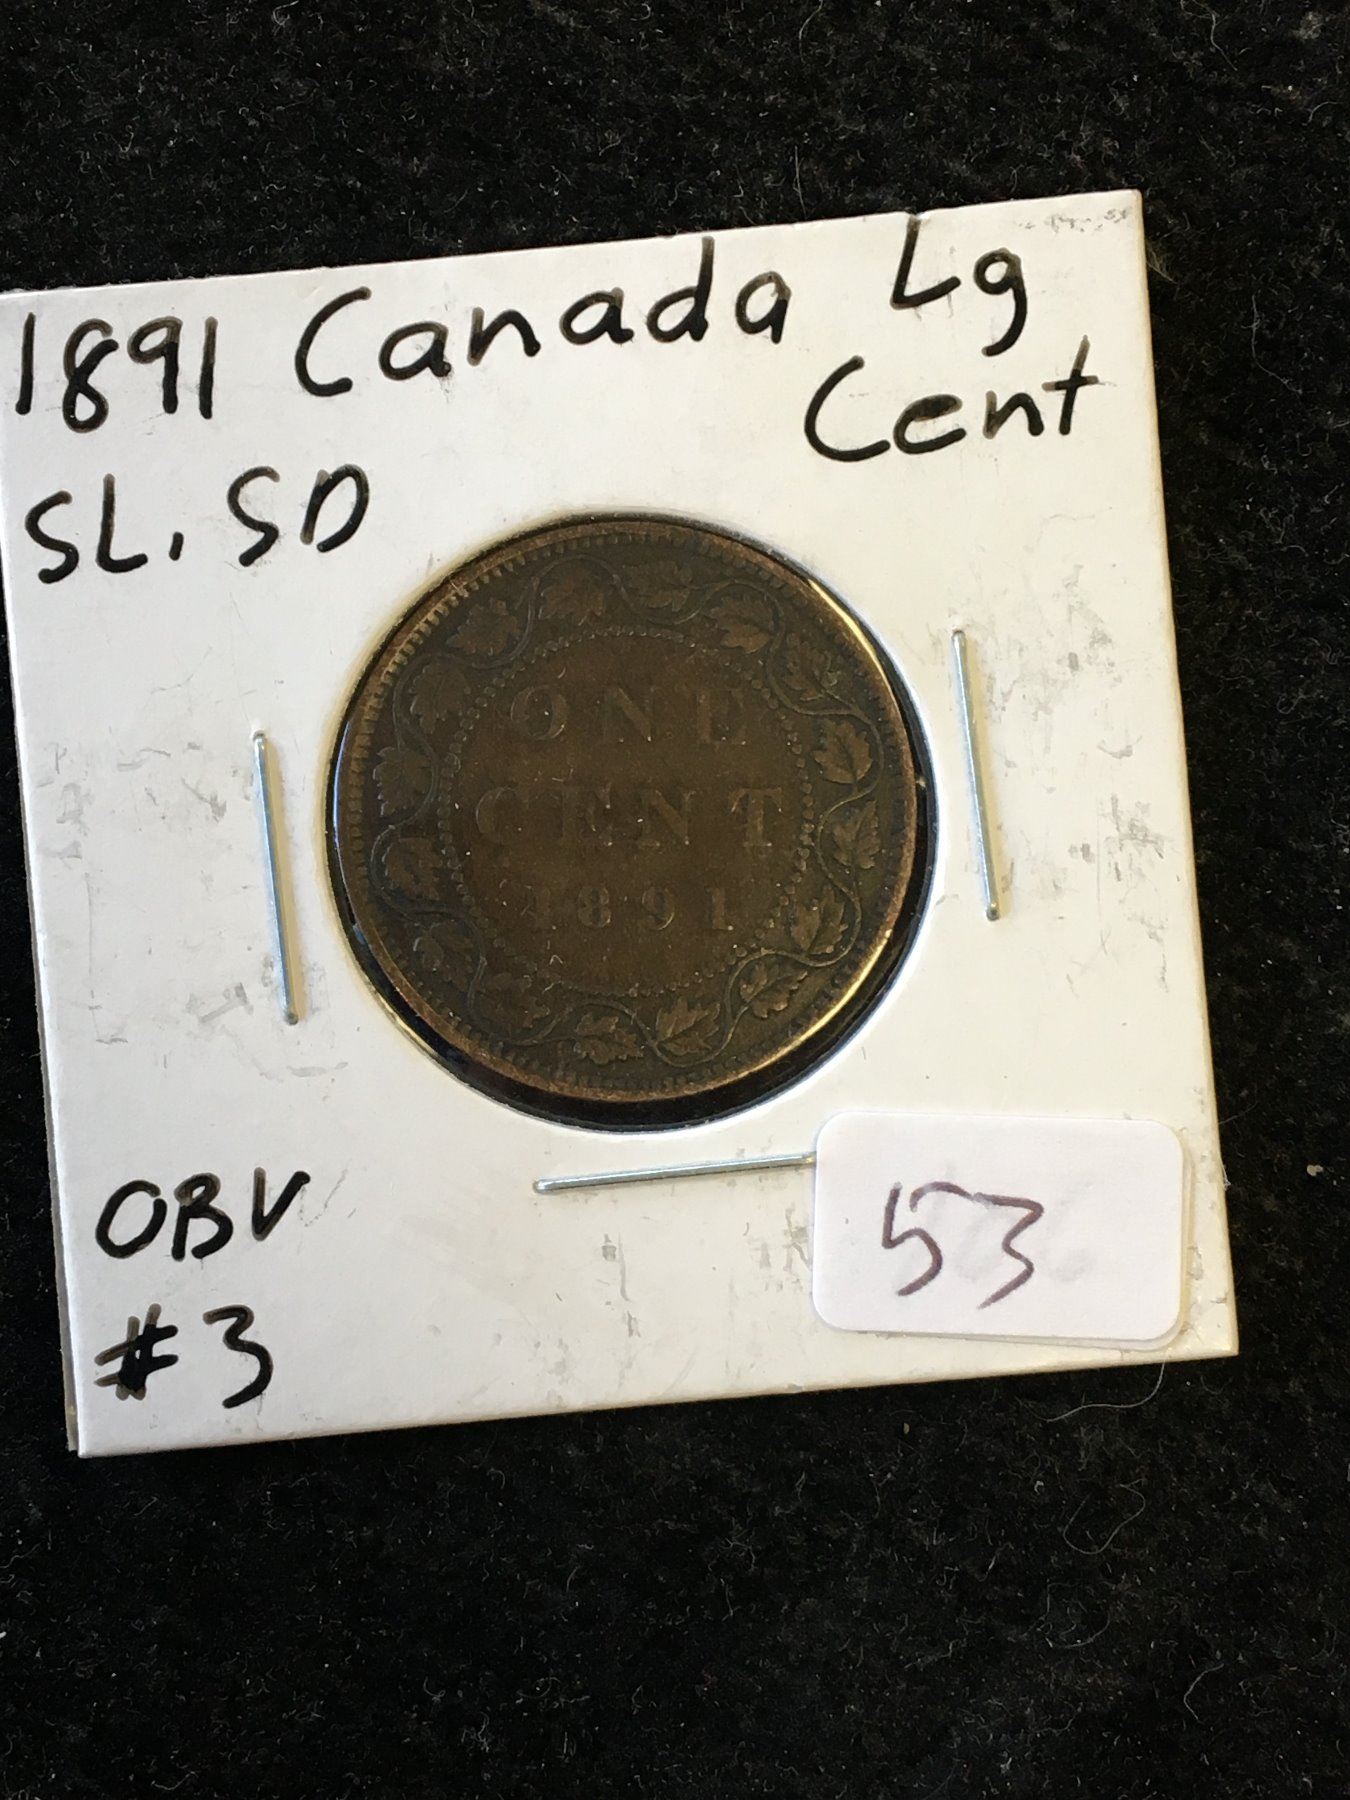 1891 Canada Lg
Cent
SL. SD
ONE
CENT
1891
OBV
#3
53